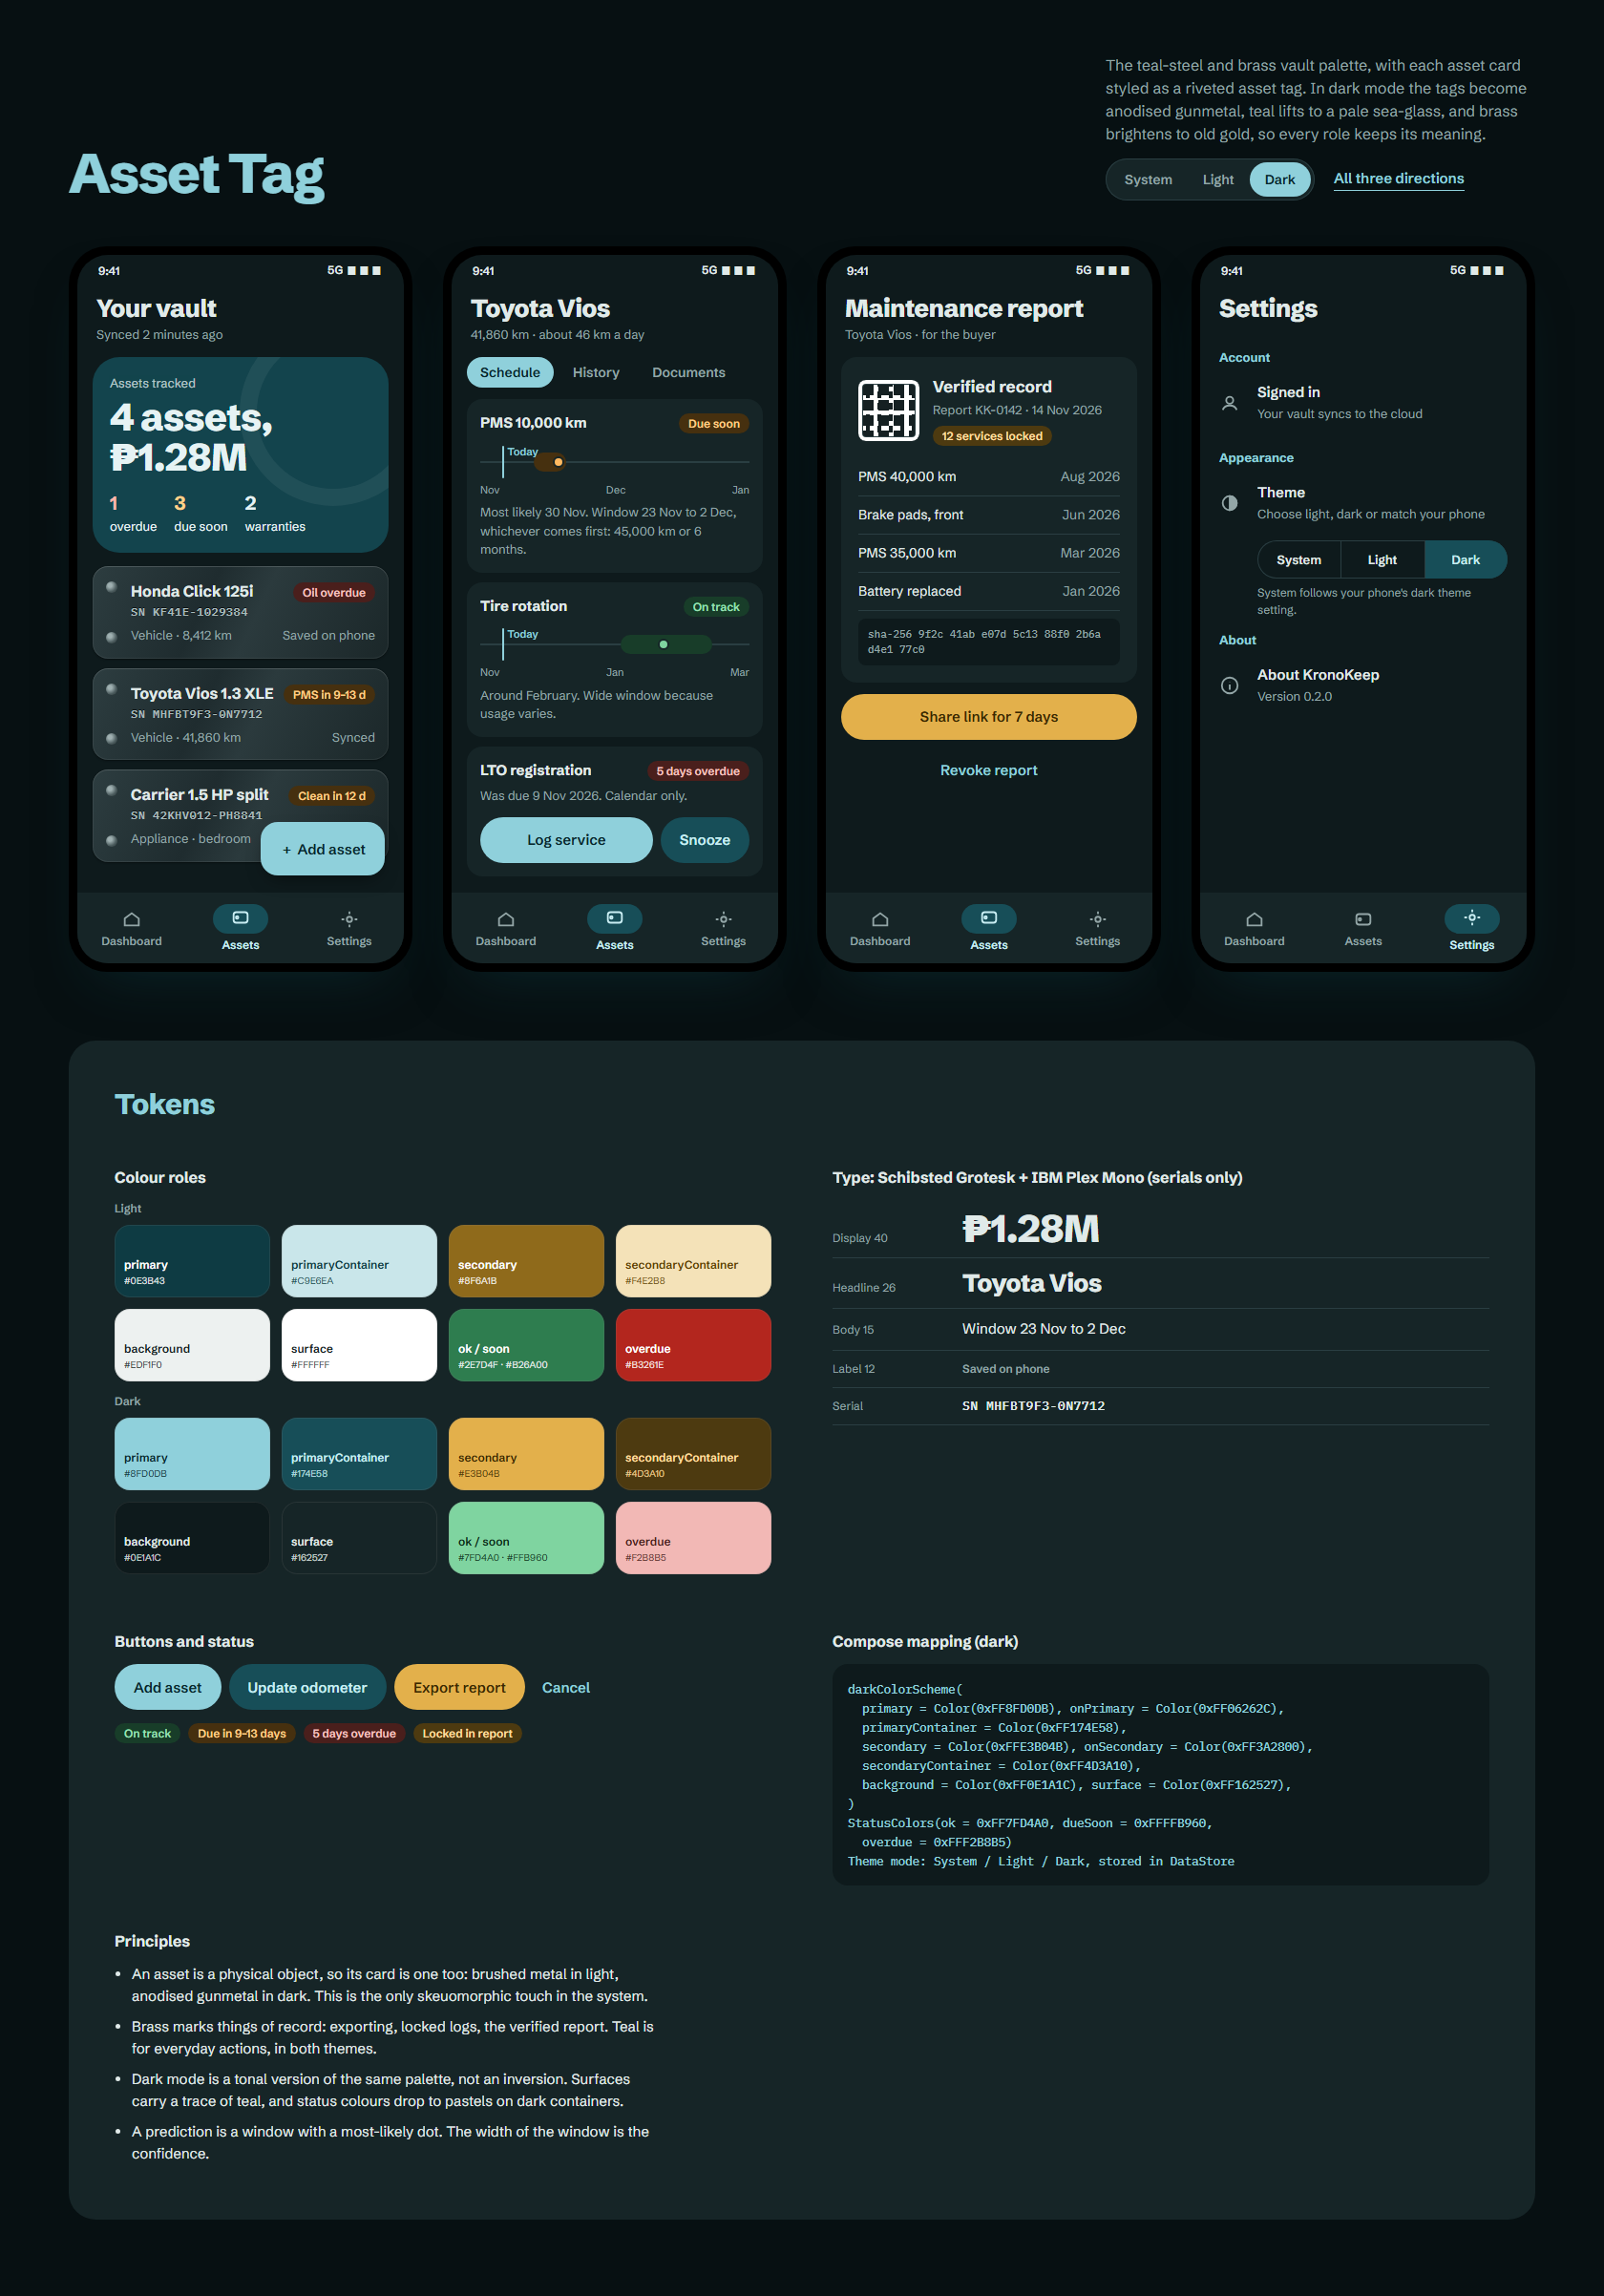 The teal-steel and brass vault palette, with each asset card
styled as a riveted asset tag. In dark mode the tags become
anodised gunmetal, teal lifts to a pale sea-glass, and brass
brightens to old gold, so every role keeps its meaning.
Asset Tag
System Light Dark All three directions
9:41 5G
Your vault
Synced 2 minutes ago
Assets tracked
4 assets,
₱1.28M
1 3 2
overdue due soon warranties
Honda Click 125i Oil overdue
SN KF41E-1029384
Vehicle · 8,412 km Saved on phone
Toyota Vios 1.3 XLE PMS in 9-13 d
SN MHFBT9F3-0N7712
Vehicle · 41,860 km Synced
Carrier 1.5 HP split Clean in 12 d
SN 42KHV012-PH8841
Appliance · bedroom
+ Add asset
Dashboard Assets Settings
9:41 5G
Toyota Vios
41,860 km · about 46 km a day
Schedule History Documents
PMS 10,000 km Due soon
Today
Nov Dec Jan
Most likely 30 Nov. Window 23 Nov to 2 Dec,
whichever comes first: 45,000 km or 6
months.
Tire rotation On track
Today
Nov Jan Mar
Around February. Wide window because
usage varies.
LTO registration 5 days overdue
Was due 9 Nov 2026. Calendar only.
Log service Snooze
Dashboard Assets Settings
9:41 5G
Maintenance report
Toyota Vios · for the buyer
Verified record
Report KK-0142 · 14 Nov 2026
12 services locked
PMS 40,000 km Aug 2026
Brake pads, front Jun 2026
PMS 35,000 km Mar 2026
Battery replaced Jan 2026
sha-256 9f2c 41ab e07d 5c13 88f0 2b6a
d4e1 77c0
Share link for 7 days
Revoke report
Dashboard Assets Settings
9:41 5G
Settings
Account
Signed in
Your vault syncs to the cloud
Appearance
Theme
Choose light, dark or match your phone
System Light Dark
System follows your phone's dark theme
setting.
About
About KronoKeep
Version 0.2.0
Dashboard Assets Settings
Tokens
Colour roles
Light
primary
#0E3B43
primaryContainer
#C9E6EA
secondary
#8F6A1B
secondaryContainer
#F4E2B8
background
#EDF1F0
surface
#FFFFFF
ok / soon
#2E7D4F · #B26A00
overdue
#B3261E
Dark
primary
#8FD0DB
primaryContainer
#174E58
secondary
#E3B04B
secondaryContainer
#4D3A10
background
#0E1A1C
surface
#162527
ok / soon
#7FD4A0 · #FFB960
overdue
#F2B8B5
Type: Schibsted Grotesk + IBM Plex Mono (serials only)
Display 40 ₱1.28M
Headline 26 Toyota Vios
Body 15 Window 23 Nov to 2 Dec
Label 12 Saved on phone
Serial SN MHFBT9F3-0N7712
Buttons and status
Add asset Update odometer Export report Cancel
On track Due in 9-13 days 5 days overdue Locked in report
Compose mapping (dark)
darkColorScheme(
primary = Color(0xFF8FD0DB), onPrimary = Color(0xFF06262C),
primaryContainer = Color(0xFF174E58),
secondary = Color(0xFFE3B04B), onSecondary = Color(0xFF3A2800),
secondaryContainer = Color(0xFF4D3A10),
background = Color(0xFF0E1A1C), surface = Color(0xFF162527),
)
StatusColors(ok = 0xFF7FD4A0, dueSoon = 0xFFFFB960,
overdue = 0xFFF2B8B5)
Theme mode: System / Light / Dark, stored in DataStore
Principles
• An asset is a physical object, so its card is one too: brushed metal in light,
anodised gunmetal in dark. This is the only skeuomorphic touch in the system.
• Brass marks things of record: exporting, locked logs, the verified report. Teal is
for everyday actions, in both themes.
• Dark mode is a tonal version of the same palette, not an inversion. Surfaces
carry a trace of teal, and status colours drop to pastels on dark containers.
• A prediction is a window with a most-likely dot. The width of the window is the
confidence.